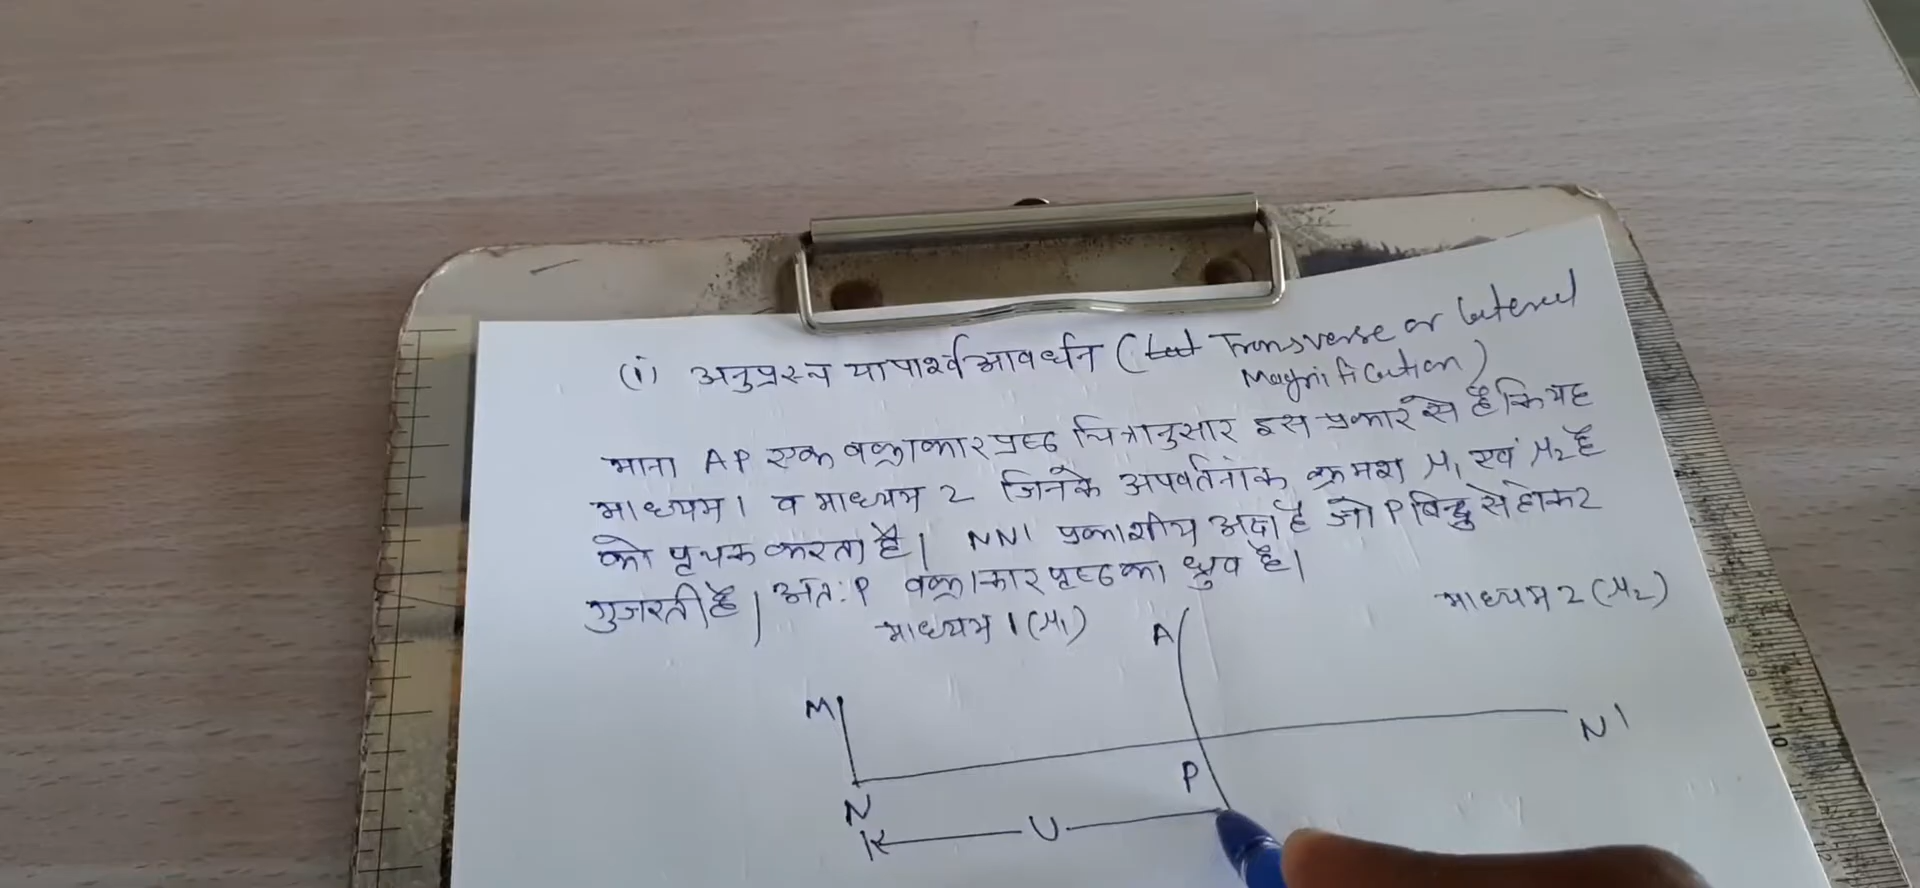 (i) अनुप्रस्थ या पार्श्व आवर्धन (Transverse or lateral
Magnification)
माना AP एक वक्राकार प्रष्ठ चित्रानुसार इस प्रकार से है कि यह
माध्यम 1 व माध्यम 2 जिनके अपवर्तनांक क्रमश μ1 एवं μ2 है
को पृथक करता है। NN' प्रकाशीय अक्ष है जो P बिन्दु से होकर
गुजरती है। अत: P वक्राकार पृष्ठ का ध्रुव है।
माध्यम 1 (μ1)
माध्यम 2 (μ2)
A
M
N'
P
N
U